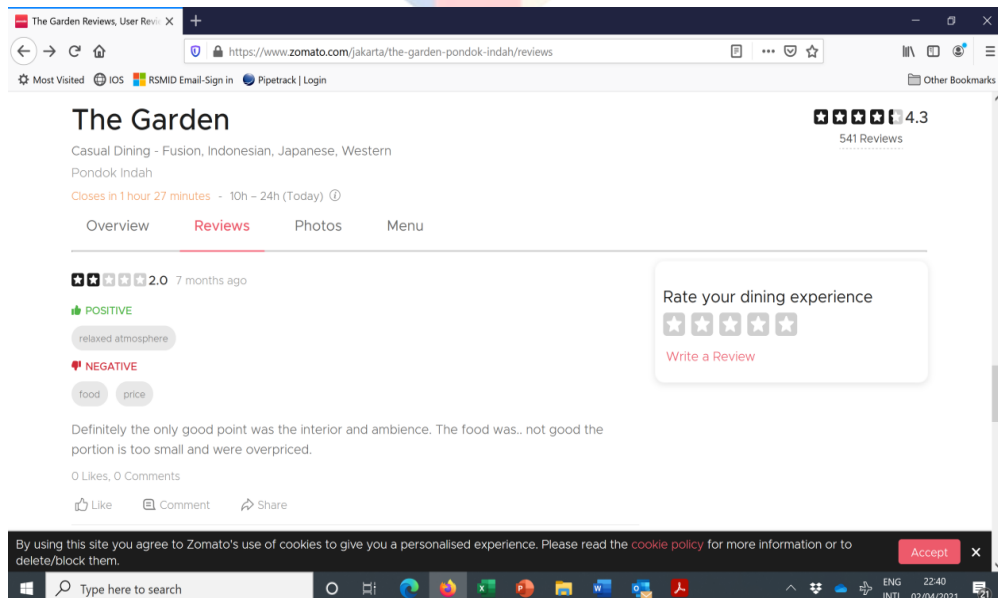 The Garden Reviews, User Revie
https://www.zomato.com/jakarta/the-garden-pondok-indah/reviews
Most Visited IOS RSMID Email-Sign in Pipetrack | Login Other Bookmarks
The Garden 4.3
541 Reviews
Casual Dining - Fusion, Indonesian, Japanese, Western
Pondok Indah
Closes in 1 hour 27 minutes - 10h – 24h (Today)
Overview Reviews Photos Menu
2.0 7 months ago
POSITIVE
relaxed atmosphere
NEGATIVE
food price
Definitely the only good point was the interior and ambience. The food was.. not good the
portion is too small and were overpriced.
0 Likes, 0 Comments
Like Comment Share
Rate your dining experience
Write a Review
By using this site you agree to Zomato's use of cookies to give you a personalised experience. Please read the cookie policy for more information or to
delete/block them.
Accept
Type here to search
ENG 22:40
INTL 02/04/2021
21